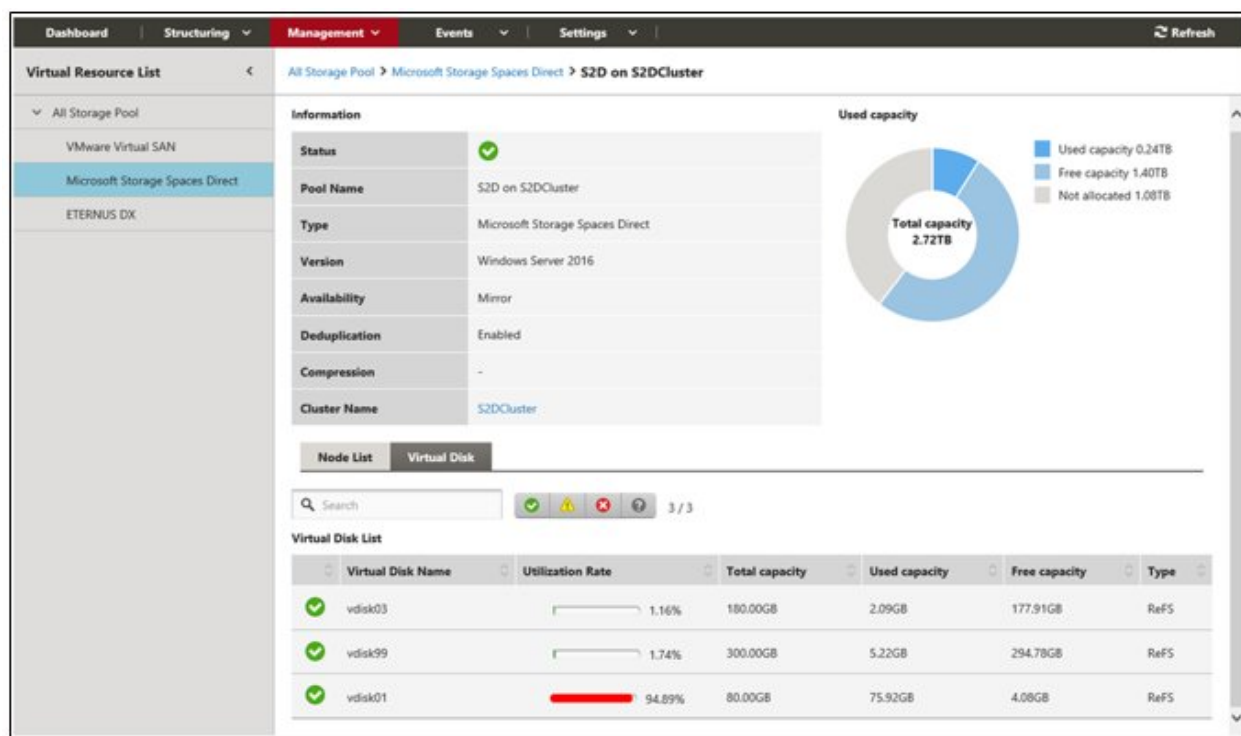 Dashboard Structuring Management Events Settings Refresh
Virtual Resource List
All Storage Pool > Microsoft Storage Spaces Direct > S2D on S2DCluster
All Storage Pool
VMware Virtual SAN
Microsoft Storage Spaces Direct
ETERNUS DX
Information
Status
Pool Name S2D on S2DCluster
Type Microsoft Storage Spaces Direct
Version Windows Server 2016
Availability Mirror
Deduplication Enabled
Compression -
Cluster Name S2DCluster
Used capacity
Used capacity 0.24TB
Free capacity 1.40TB
Not allocated 1.08TB
Total capacity
2.72TB
Node List Virtual Disk
Search 3 / 3
Virtual Disk List
Virtual Disk Name Utilization Rate Total capacity Used capacity Free capacity Type
vdisk03 1.16% 180.00GB 2.09GB 177.91GB ReFS
vdisk99 1.74% 300.00GB 5.22GB 294.78GB ReFS
vdisk01 94.89% 80.00GB 75.92GB 4.08GB ReFS